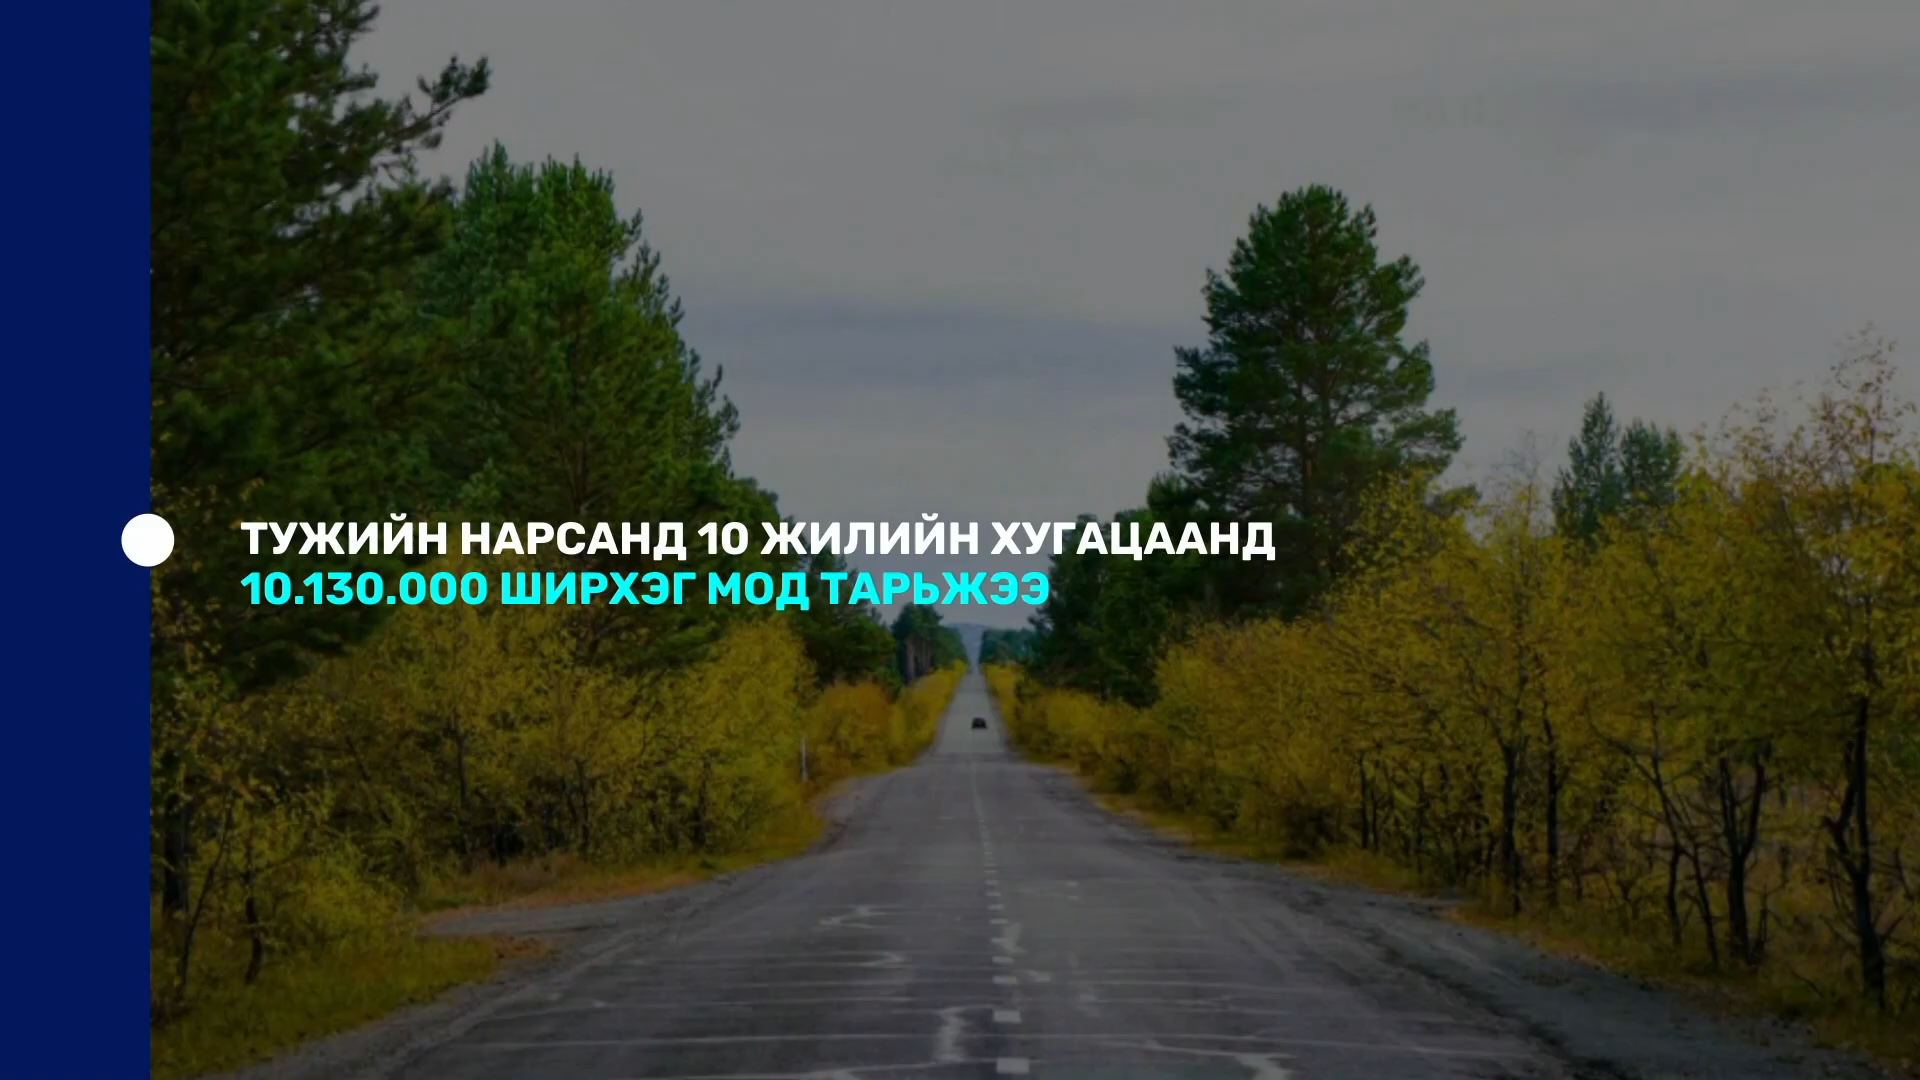 ТУЖИЙН НАРСАНД 10 ЖИЛИЙН ХУГАЦААНД
10.130.000 ШИРХЭГ МОД ТАРЬЖЭЭ